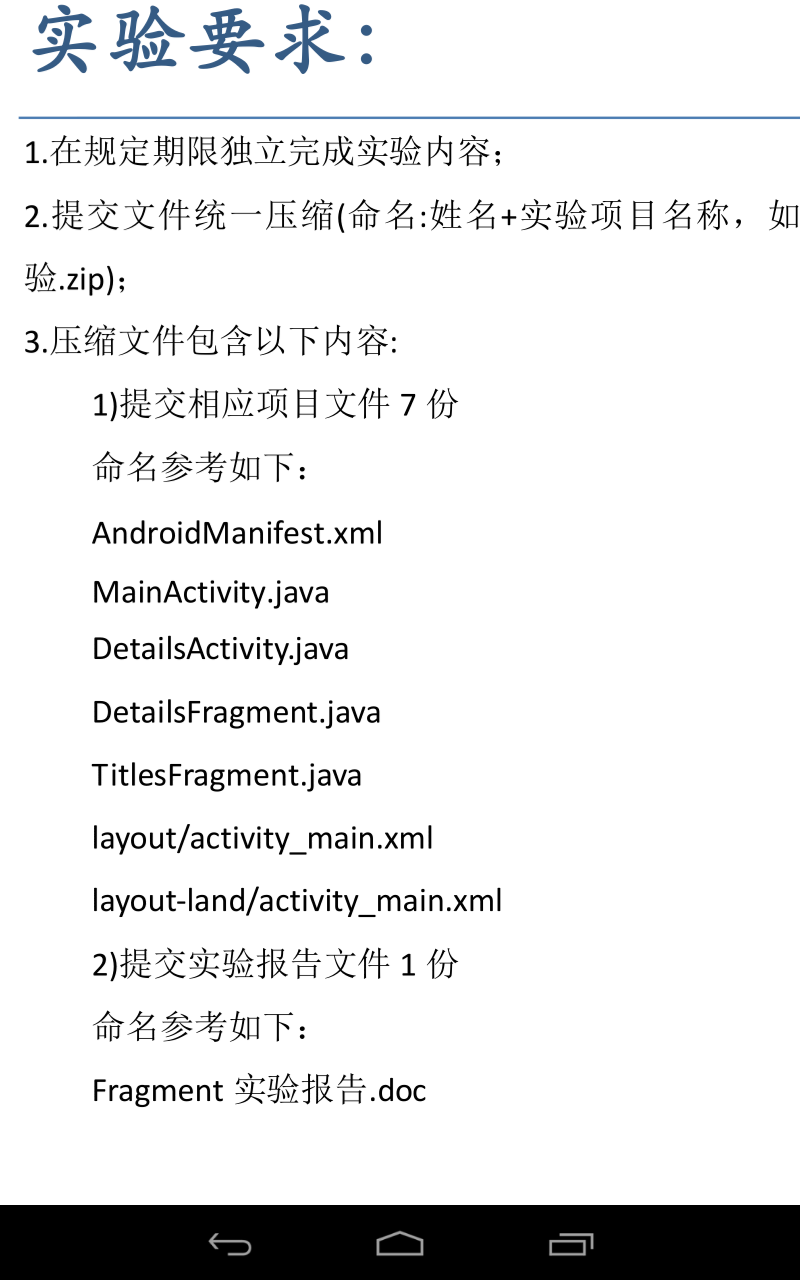 实验要求：
1.在规定期限独立完成实验内容；
2.提交文件统一压缩(命名:姓名+实验项目名称，如
验.zip)；
3.压缩文件包含以下内容:
1)提交相应项目文件 7 份
命名参考如下：
AndroidManifest.xml
MainActivity.java
DetailsActivity.java
DetailsFragment.java
TitlesFragment.java
layout/activity_main.xml
layout-land/activity_main.xml
2)提交实验报告文件 1 份
命名参考如下：
Fragment 实验报告.doc